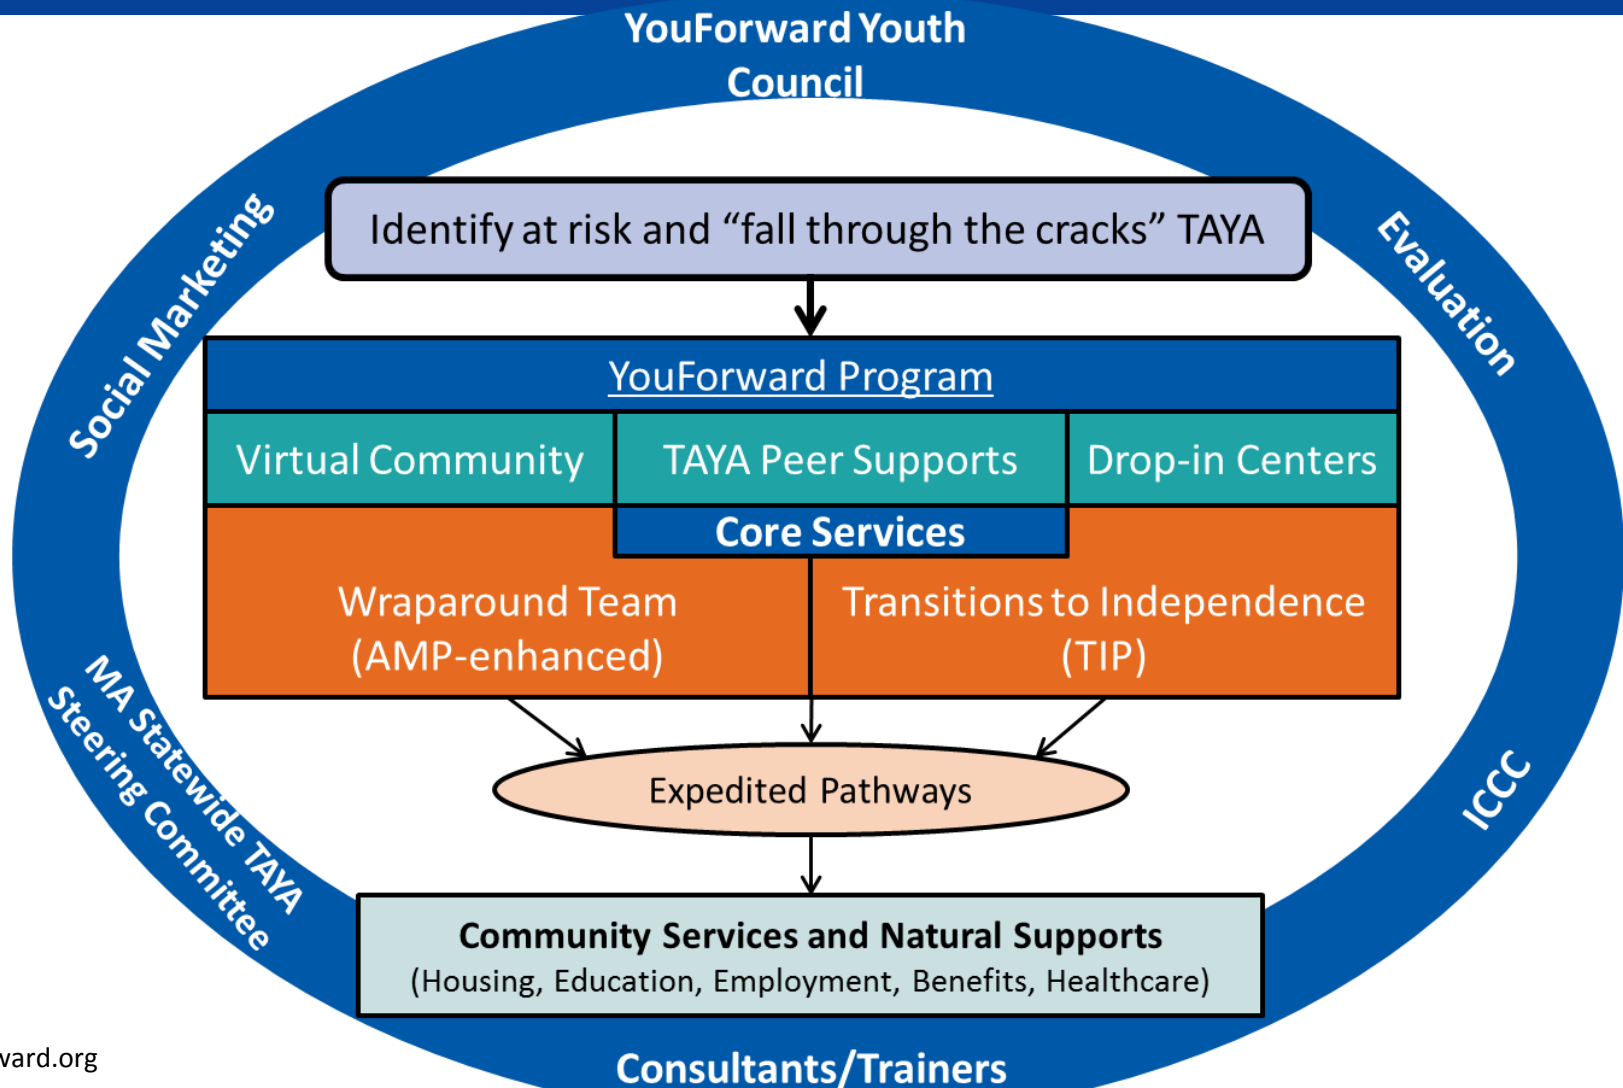 YouForward Youth
Council
Social Marketing
Evaluation
Identify at risk and “fall through the cracks” TAYA
YouForward Program
Virtual Community
TAYA Peer Supports
Drop-in Centers
Core Services
Wraparound Team
(AMP-enhanced)
Transitions to Independence
(TIP)
MA Statewide TAYA
Steering Committee
ICCC
Expedited Pathways
Community Services and Natural Supports
(Housing, Education, Employment, Benefits, Healthcare)
ward.org
Consultants/Trainers